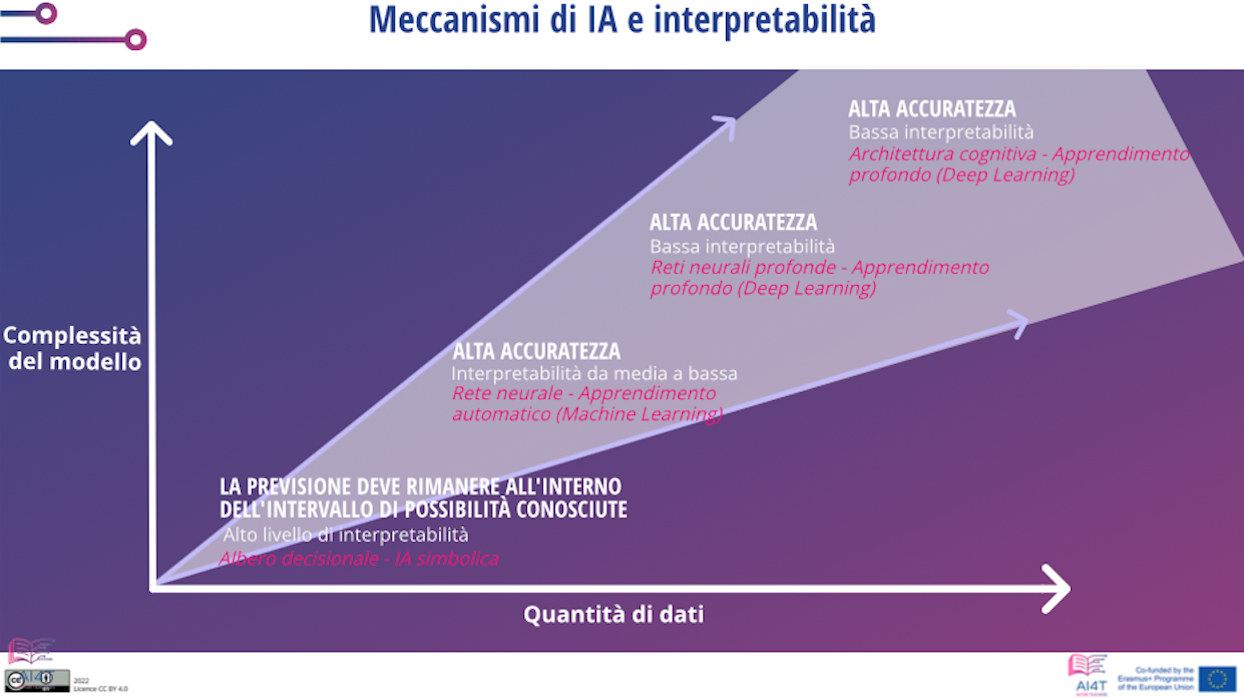 Meccanismi di IA e interpretabilità
ALTA ACCURATEZZA
Bassa interpretabilità
Architettura cognitiva - Apprendimento
profondo (Deep Learning)
ALTA ACCURATEZZA
Bassa interpretabilità
Reti neurali profonde - Apprendimento
profondo (Deep Learning)
Complessità
del modello
ALTA ACCURATEZZA
Interpretabilità da media a bassa
Rete neurale - Apprendimento
automatico (Machine Learning)
LA PREVISIONE DEVE RIMANERE ALL'INTERNO
DELL'INTERVALLO DI POSSIBILITÀ CONOSCIUTE
Alto livello di interpretabilità
Albero decisionale - IA simbolica
Quantità di dati
AI4T
2022
Licence CC BY 4.0
AI4T
Co-funded by the
Erasmus+ Programme
of the European Union